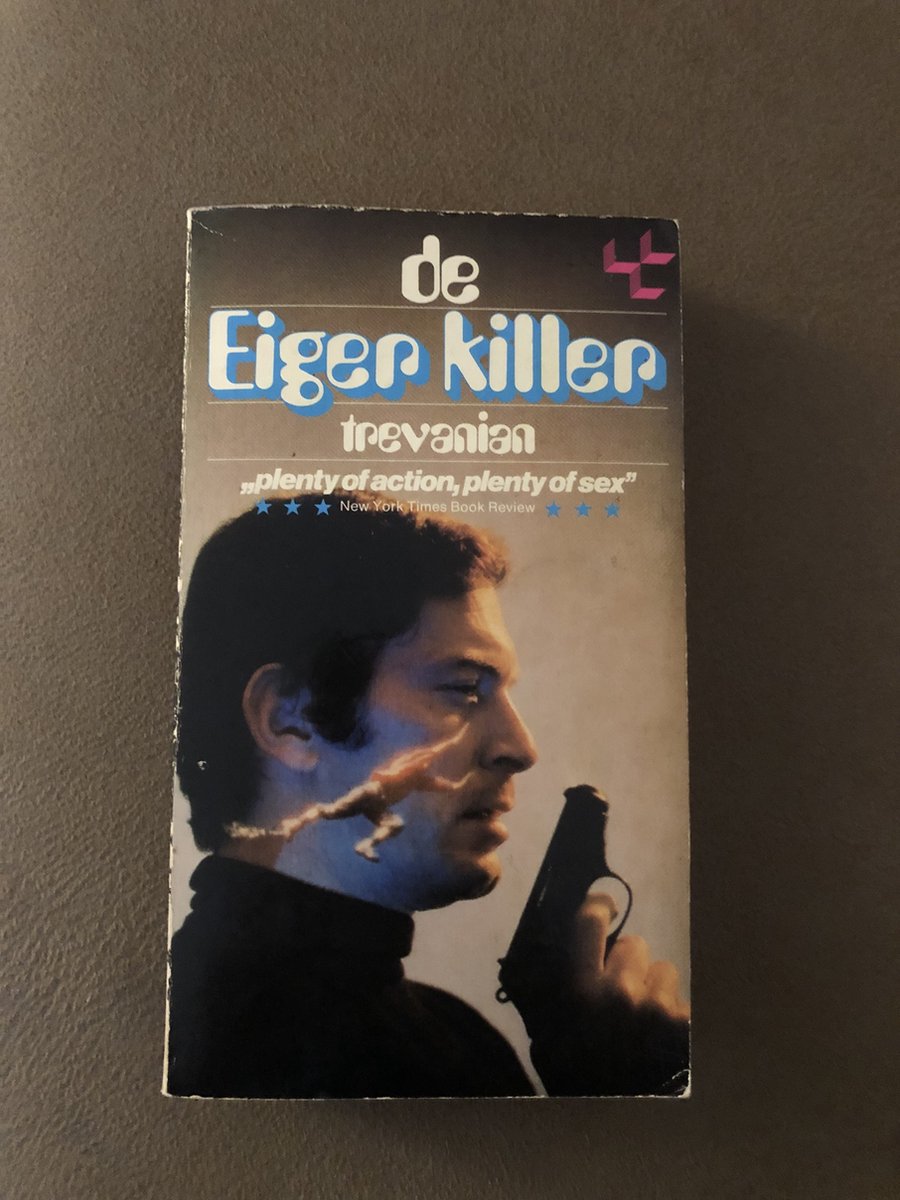 de
Eiger killer
trevanian
„plenty of action, plenty of sex”
New York Times Book Review